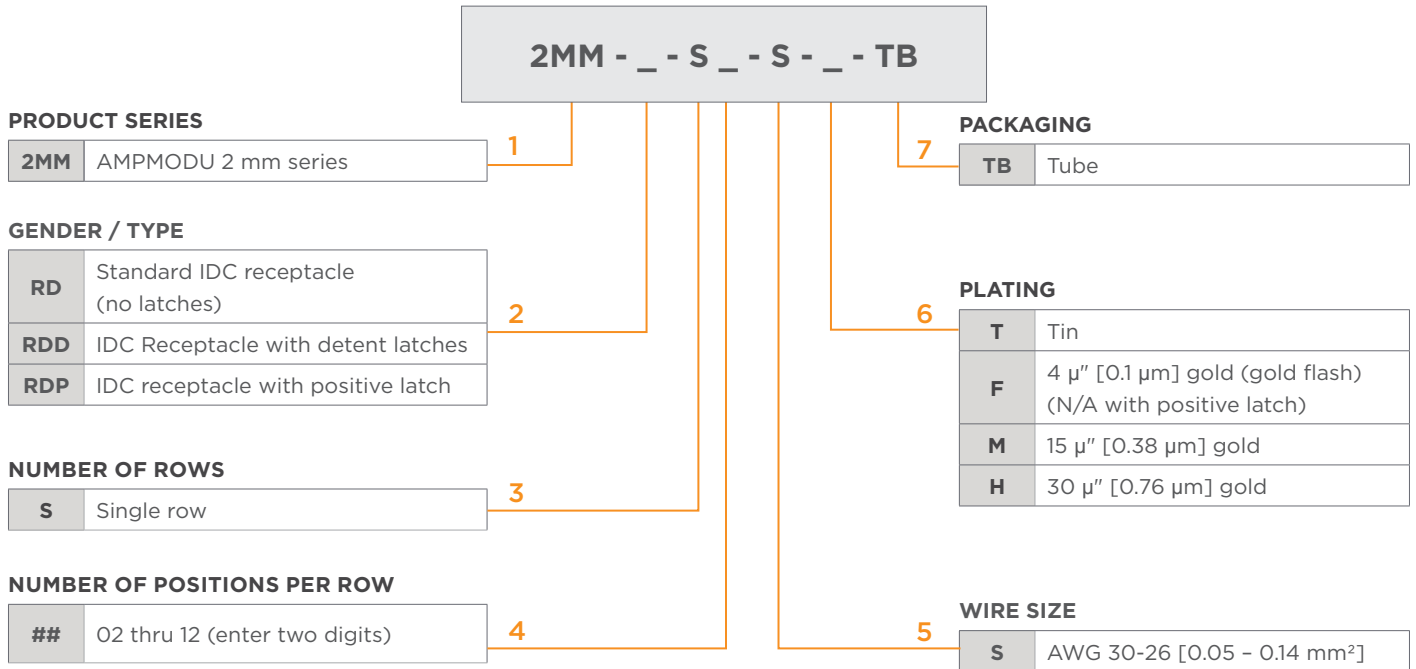 2MM - _ - S _ - S - _ - TB
PRODUCT SERIES
2MM AMPMODU 2 mm series
1
GENDER / TYPE
RD Standard IDC receptacle
(no latches)
RDD IDC Receptacle with detent latches
RDP IDC receptacle with positive latch
2
NUMBER OF ROWS
S Single row
3
NUMBER OF POSITIONS PER ROW
## 02 thru 12 (enter two digits)
4
WIRE SIZE
S AWG 30-26 [0.05 – 0.14 mm²]
5
PLATING
T Tin
F 4 µ" [0.1 µm] gold (gold flash)
(N/A with positive latch)
M 15 µ" [0.38 µm] gold
H 30 µ" [0.76 µm] gold
6
PACKAGING
TB Tube
7